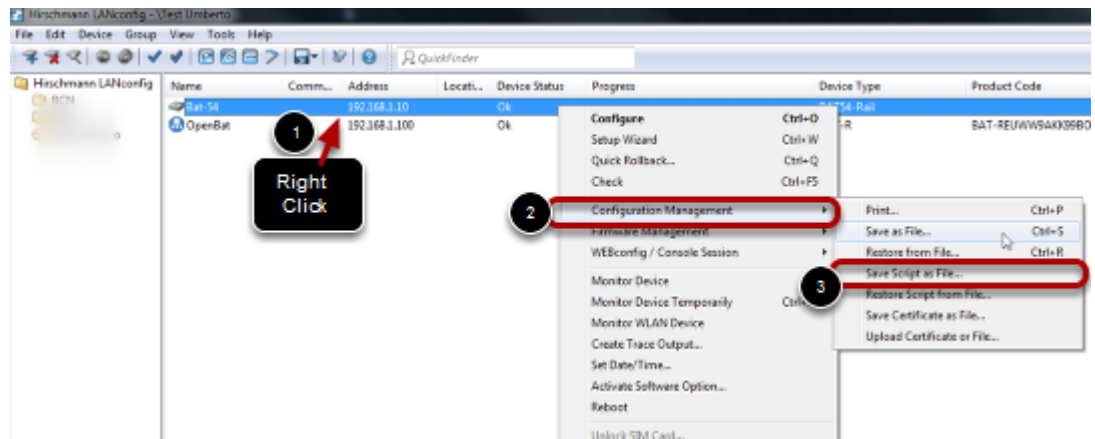 Hirschmann LANconfig - \Test Umberto
File Edit Device Group View Tools Help
QuickFinder
Hirschmann LANconfig
BCN
Name Comm... Address Locati... Device Status Progress Device Type Product Code
Bat-54 192.168.1.10 Ok BAT54-Rail
OpenBat 192.168.1.100 Ok -R
1
Right
Click
Configure Ctrl+O
Setup Wizard Ctrl+W
Quick Rollback... Ctrl+Q
Check Ctrl+F5
2
Configuration Management
Firmware Management
WEBconfig / Console Session
Monitor Device
Monitor Device Temporarily Ctrl
Monitor WLAN Device
Create Trace Output...
Set Date/Time...
Activate Software Option...
Reboot
Unlock SIM Card...
Print... Ctrl+P
Save as File... Ctrl+S
Restore from File... Ctrl+R
3
Save Script as File...
Restore Script from File...
Save Certificate as File...
Upload Certificate or File...